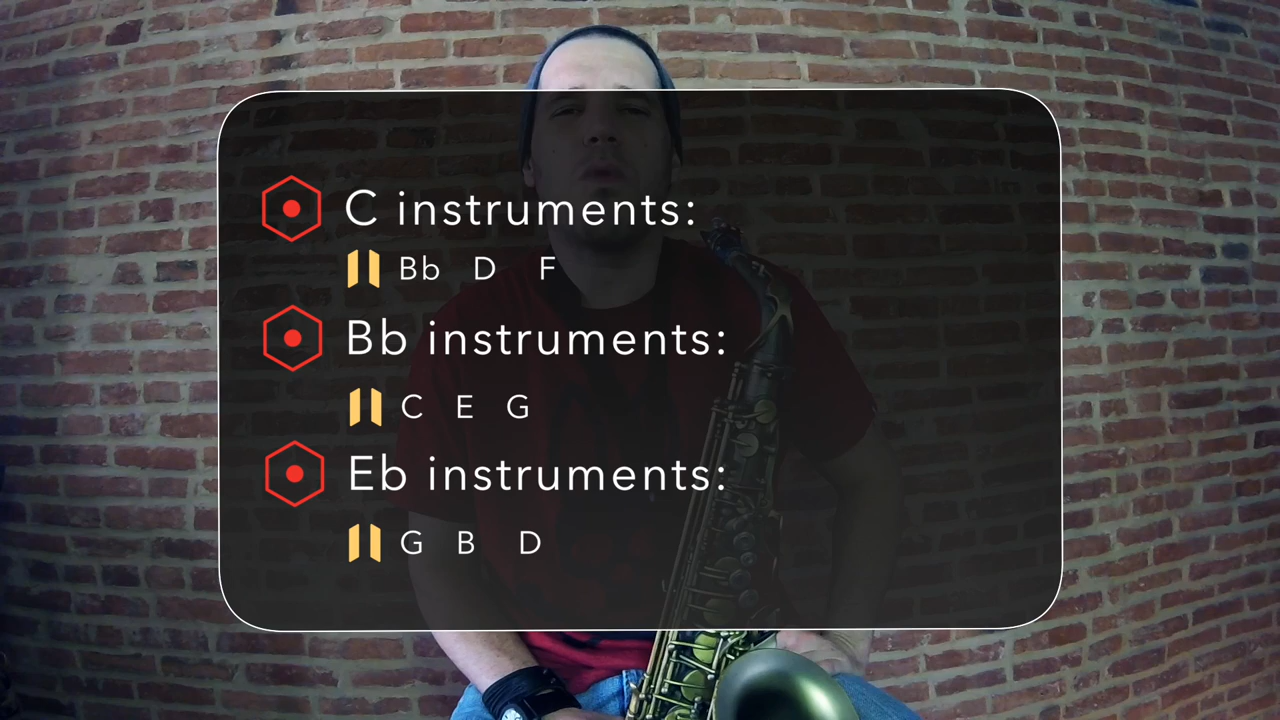 C instruments:
Bb D F
Bb instruments:
C E G
Eb instruments:
G B D